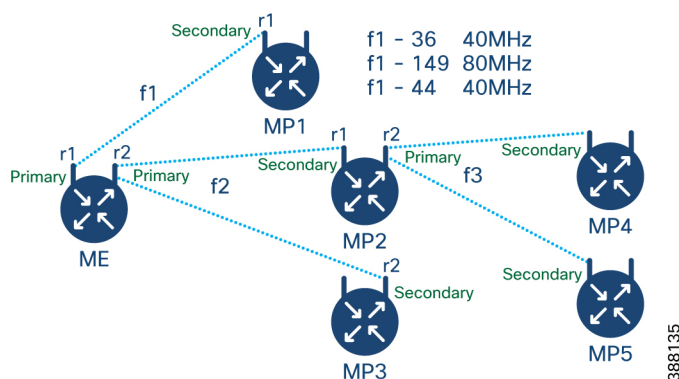 r1
Secondary
f1 - 36 40MHz
f1 - 149 80MHz
f1 - 44 40MHz
f1
MP1
r1 r2
r1 r2
Primary
Primary
Secondary
Primary
Secondary
f2
f3
ME
MP2
MP4
r2
Secondary
Secondary
MP3
MP5
388135